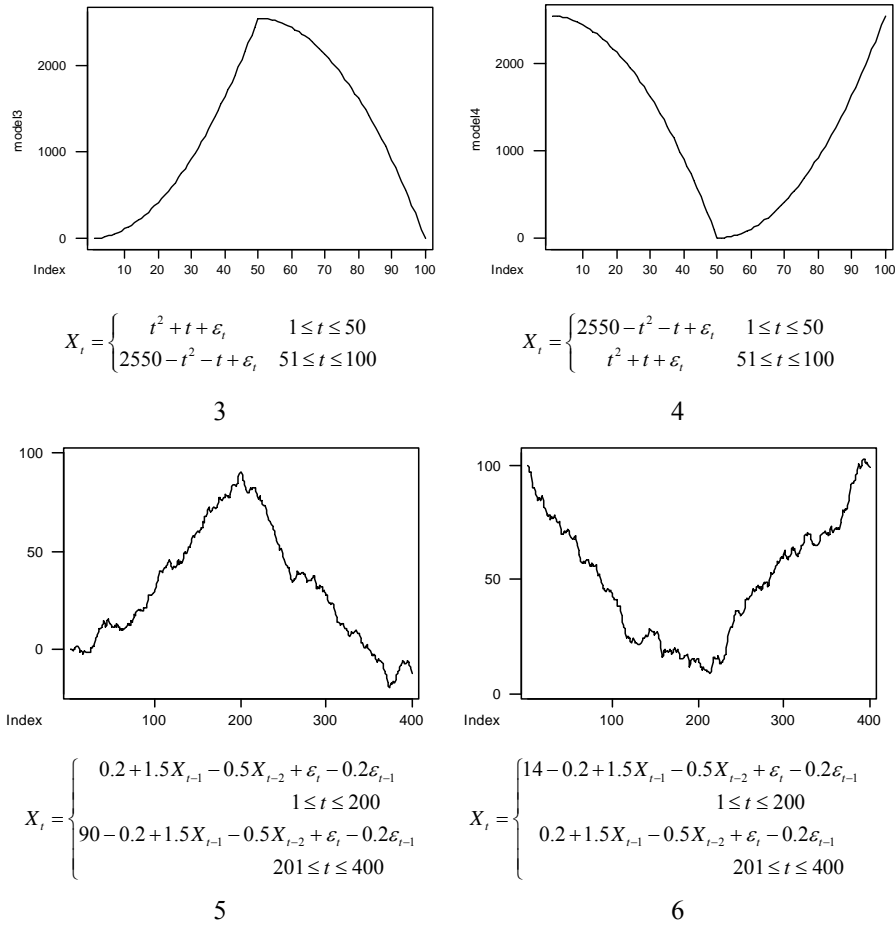 model3
2000
1000
0
Index
10 20 30 40 50 60 70 80 90 100
X_t = { t² + t + ε_t 1 ≤ t ≤ 50
2550 − t² − t + ε_t 51 ≤ t ≤ 100
3
model4
2000
1000
0
Index
10 20 30 40 50 60 70 80 90 100
X_t = { 2550 − t² − t + ε_t 1 ≤ t ≤ 50
t² + t + ε_t 51 ≤ t ≤ 100
4
100
50
0
Index
100 200 300 400
X_t = { 0.2 + 1.5X_{t−1} − 0.5X_{t−2} + ε_t − 0.2ε_{t−1}
1 ≤ t ≤ 200
90 − 0.2 + 1.5X_{t−1} − 0.5X_{t−2} + ε_t − 0.2ε_{t−1}
201 ≤ t ≤ 400
5
100
50
0
Index
100 200 300 400
X_t = { 14 − 0.2 + 1.5X_{t−1} − 0.5X_{t−2} + ε_t − 0.2ε_{t−1}
1 ≤ t ≤ 200
0.2 + 1.5X_{t−1} − 0.5X_{t−2} + ε_t − 0.2ε_{t−1}
201 ≤ t ≤ 400
6